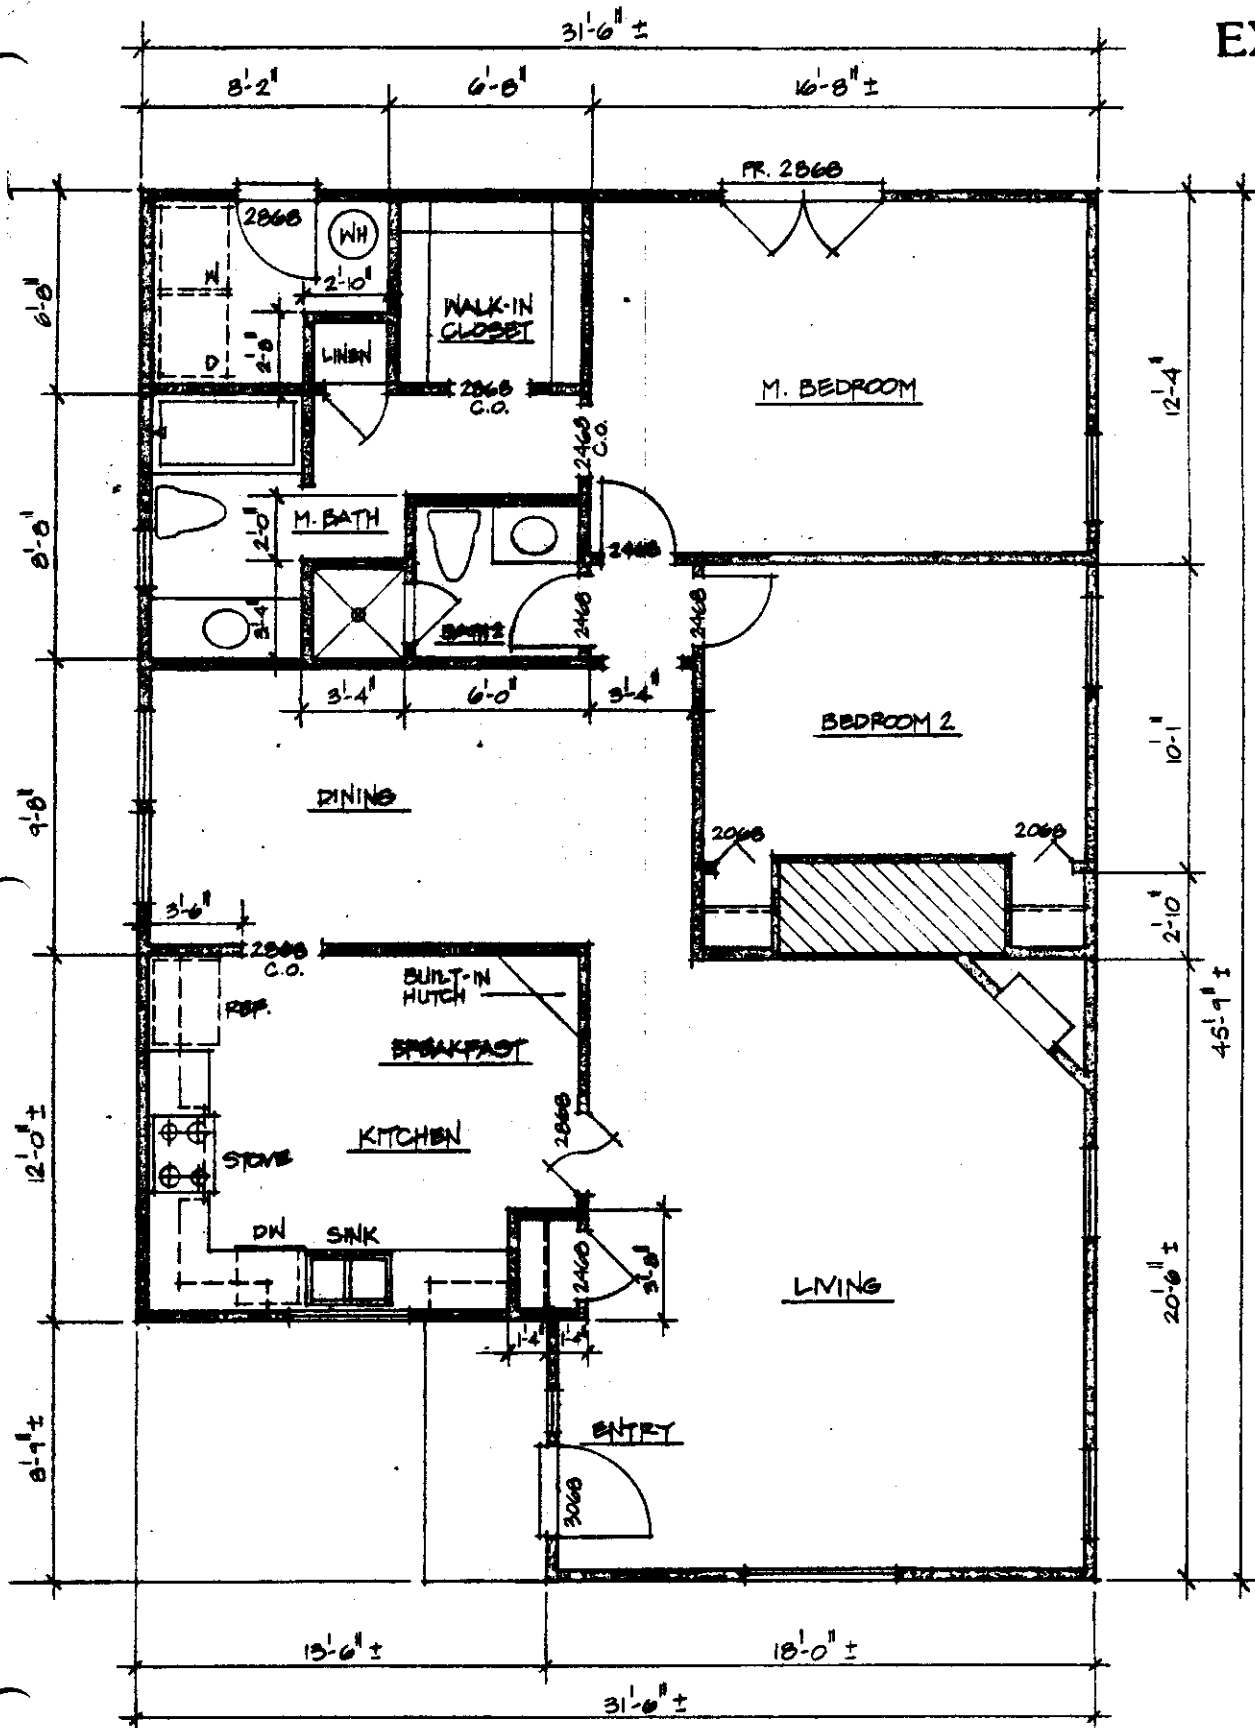 EX
31'-6" ±
8'-2"
6'-8"
16'-8" ±
PR. 2868
2868
WH
W
2'-10"
6'-8"
WALK-IN
CLOSET
2'-8"
LINEN
D
2868
C.O.
M. BEDROOM
12'-4"
2468
C.O.
M. BATH
2'-0"
8'-8"
2468
3'-4"
BATH 2
2468
2468
3'-4"
6'-0"
3'-4"
BEDROOM 2
10'-1"
DINING
9'-8"
2068
2068
3'-6"
2'-10"
2868
C.O.
BUILT-IN
HUTCH
REF.
45'-9" ±
BREAKFAST
2868
12'-0" ±
KITCHEN
STOVE
DW
SINK
2468
3'-8"
LIVING
20'-6" ±
1'-4"
1'-4"
8'-9" ±
ENTRY
3068
13'-6" ±
18'-0" ±
31'-6" ±